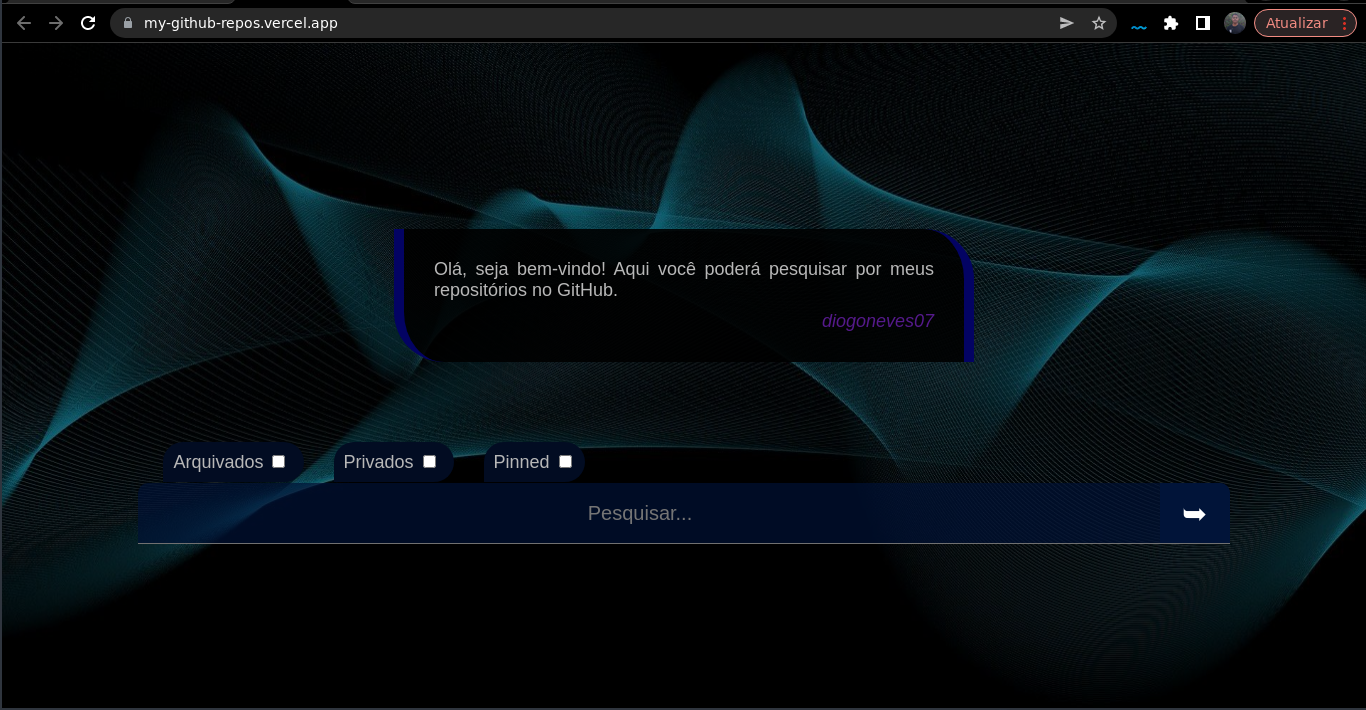 my-github-repos.vercel.app
Atualizar
Olá, seja bem-vindo! Aqui você poderá pesquisar por meus
repositórios no GitHub.
diogoneves07
Arquivados
Privados
Pinned
Pesquisar...